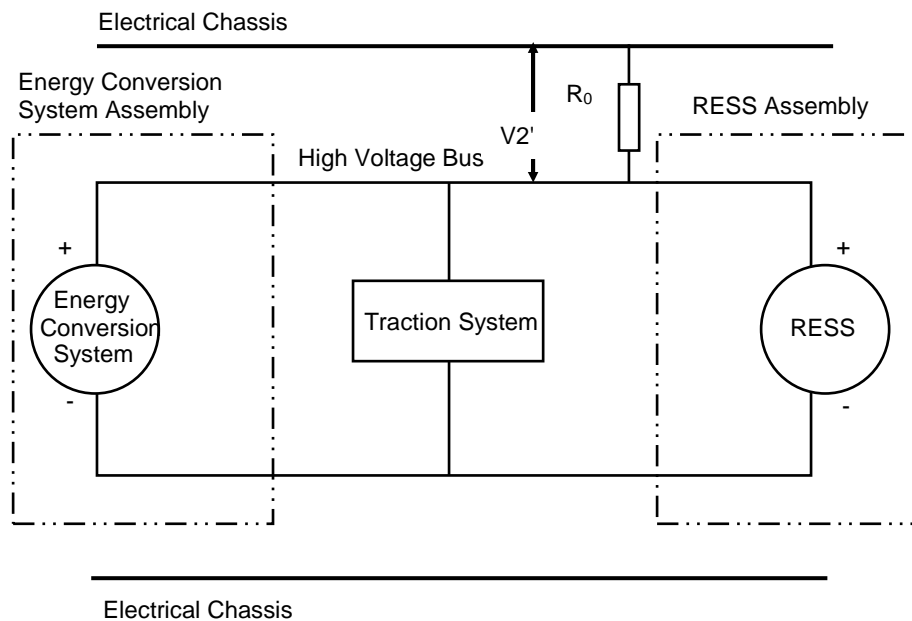 Electrical Chassis
Energy Conversion
System Assembly
R₀
RESS Assembly
V2'
High Voltage Bus
+
+
Energy
Conversion
System
Traction System
RESS
-
-
Electrical Chassis